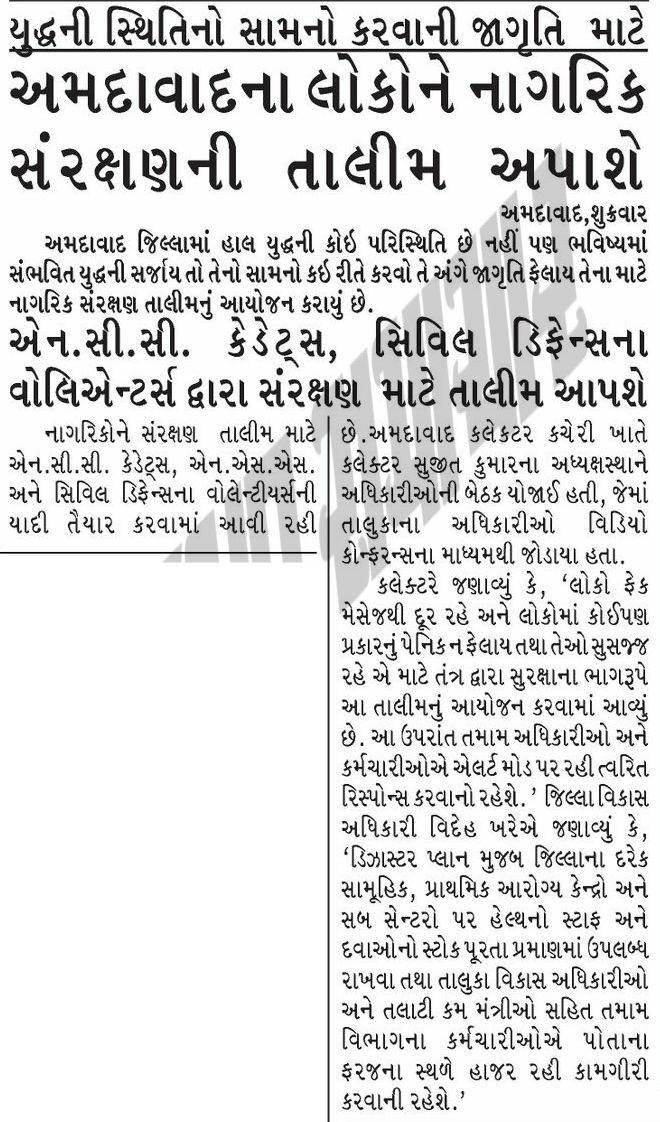 યુદ્ધની સ્થિતિનો સામનો કરવાની જાગૃતિ માટે
અમદાવાદના લોકોને નાગરિક
સંરક્ષણની તાલીમ અપાશે
અમદાવાદ,શુક્રવાર
અમદાવાદ જિલ્લામાં હાલ યુદ્ધની કોઇ પરિસ્થિતિ છે નહીં પણ ભવિષ્યમાં
સંભવિત યુદ્ધની સર્જાય તો તેનો સામનો કઇ રીતે કરવો તે અંગે જાગૃતિ ફેલાય તેના માટે
નાગરિક સંરક્ષણ તાલીમનું આયોજન કરાયું છે.
એન.સી.સી. કેડેટ્સ, સિવિલ ડિફેન્સના
વોલિએન્ટર્સ દ્વારા સંરક્ષણ માટે તાલીમ આપશે
નાગરિકોને સંરક્ષણ તાલીમ માટે
એન.સી.સી. કેડેટ્સ, એન.એસ.એસ.
અને સિવિલ ડિફેન્સના વોલેન્ટીયર્સની
યાદી તૈયાર કરવામાં આવી રહી
છે.અમદાવાદ કલેકટર કચેરી ખાતે
કલેક્ટર સુજીત કુમારના અધ્યક્ષસ્થાને
અધિકારીઓની બેઠક યોજાઈ હતી, જેમાં
તાલુકાના અધિકારીઓ વિડિયો
કોન્ફરન્સના માધ્યમથી જોડાયા હતા.
કલેક્ટરે જણાવ્યું કે, ‘લોકો ફેક
મેસેજથી દૂર રહે અને લોકોમાં કોઈપણ
પ્રકારનું પેનિક ન ફેલાય તથા તેઓ સુસજ્જ
રહે એ માટે તંત્ર દ્વારા સુરક્ષાના ભાગરૂપે
આ તાલીમનું આયોજન કરવામાં આવ્યું
છે. આ ઉપરાંત તમામ અધિકારીઓ અને
કર્મચારીઓએ એલર્ટ મોડ પર રહી ત્વરિત
રિસ્પોન્સ કરવાનો રહેશે.’ જિલ્લા વિકાસ
અધિકારી વિદેહ ખરેએ જણાવ્યું કે,
‘ડિઝાસ્ટર પ્લાન મુજબ જિલ્લાના દરેક
સામૂહિક, પ્રાથમિક આરોગ્ય કેન્દ્રો અને
સબ સેન્ટરો પર હેલ્થનો સ્ટાફ અને
દવાઓનો સ્ટોક પૂરતા પ્રમાણમાં ઉપલબ્ધ
રાખવા તથા તાલુકા વિકાસ અધિકારીઓ
અને તલાટી કમ મંત્રીઓ સહિત તમામ
વિભાગના કર્મચારીઓએ પોતાના
ફરજના સ્થળે હાજર રહી કામગીરી
કરવાની રહેશે.’